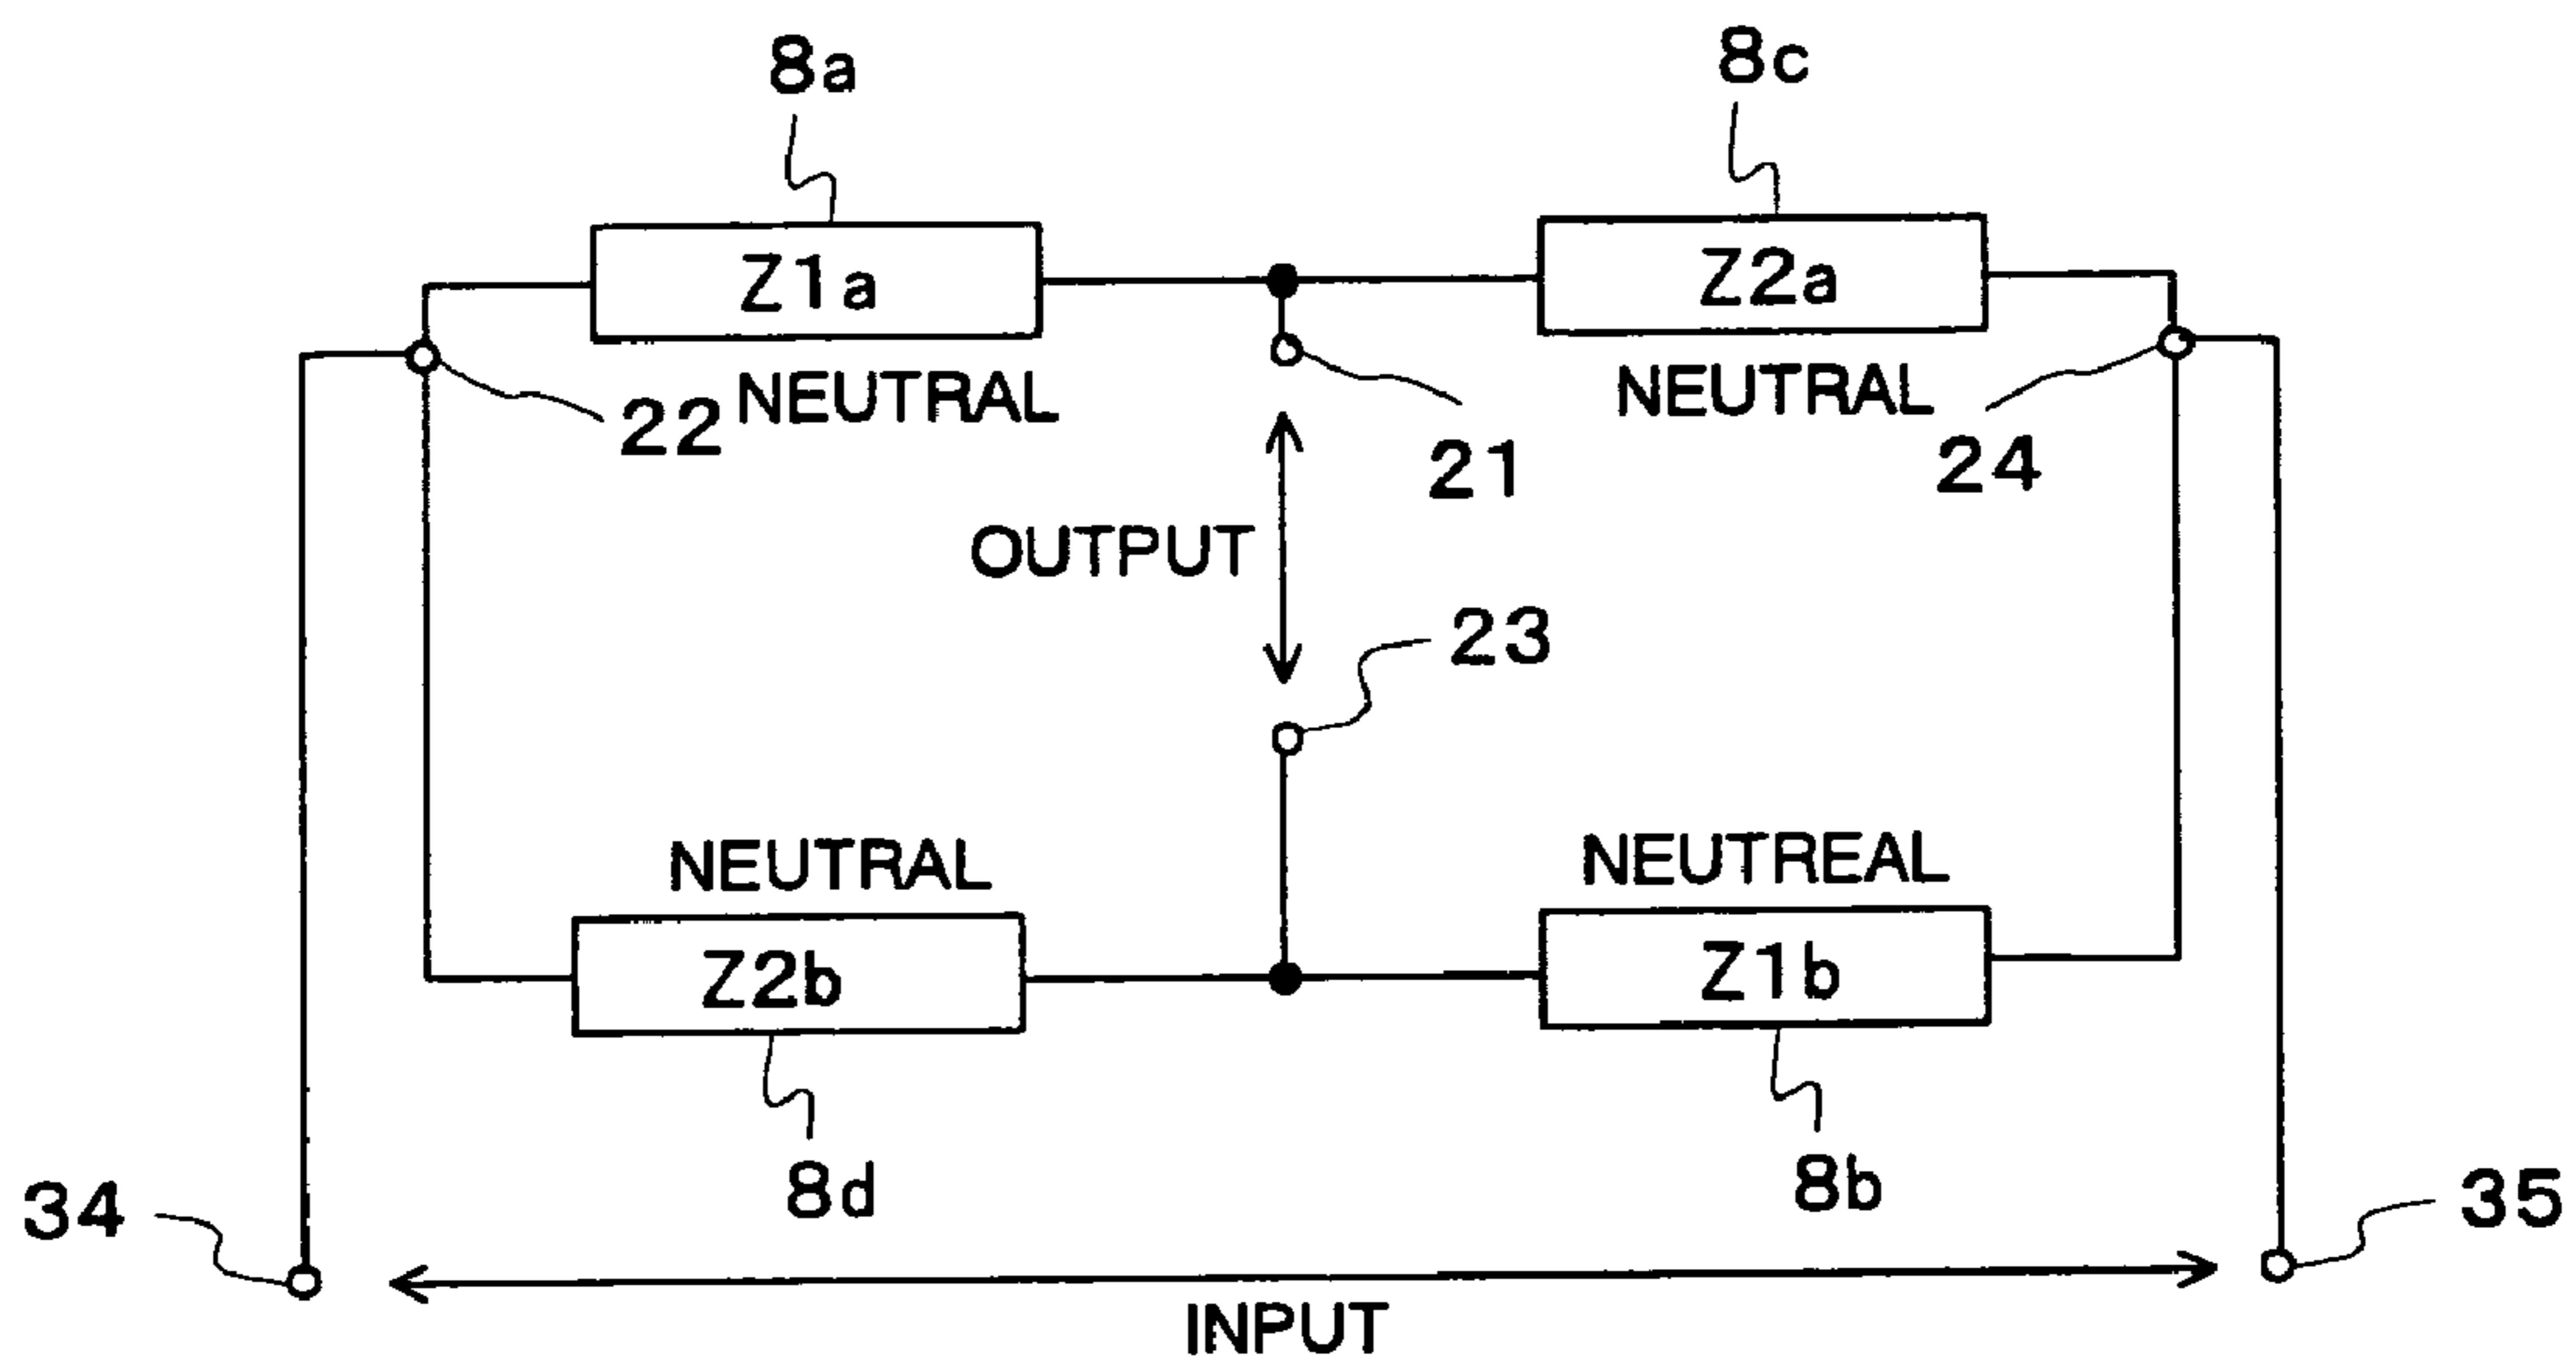 8a
8c
Z1a
Z2a
22
NEUTRAL
21
NEUTRAL
24
OUTPUT
23
NEUTRAL
NEUTREAL
Z2b
Z1b
8d
8b
34
35
INPUT